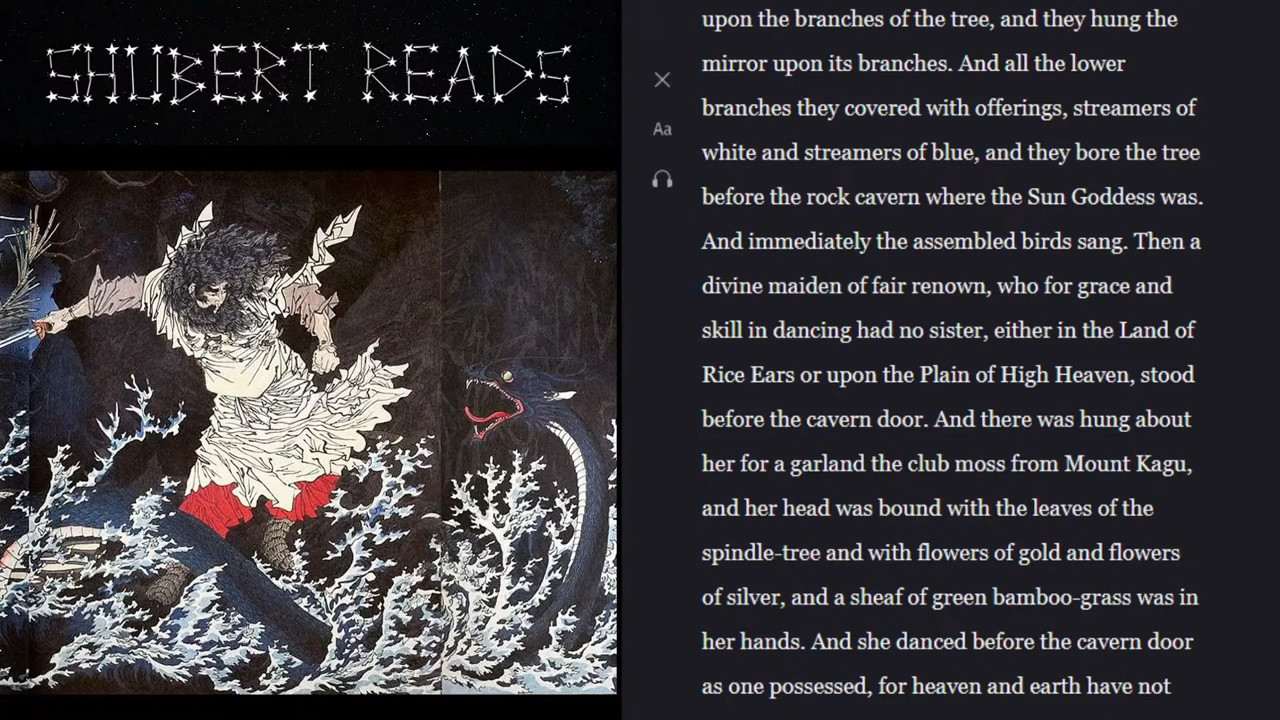 SHUBERT READS
Aa
upon the branches of the tree, and they hung the
mirror upon its branches. And all the lower
branches they covered with offerings, streamers of
white and streamers of blue, and they bore the tree
before the rock cavern where the Sun Goddess was.
And immediately the assembled birds sang. Then a
divine maiden of fair renown, who for grace and
skill in dancing had no sister, either in the Land of
Rice Ears or upon the Plain of High Heaven, stood
before the cavern door. And there was hung about
her for a garland the club moss from Mount Kagu,
and her head was bound with the leaves of the
spindle-tree and with flowers of gold and flowers
of silver, and a sheaf of green bamboo-grass was in
her hands. And she danced before the cavern door
as one possessed, for heaven and earth have not